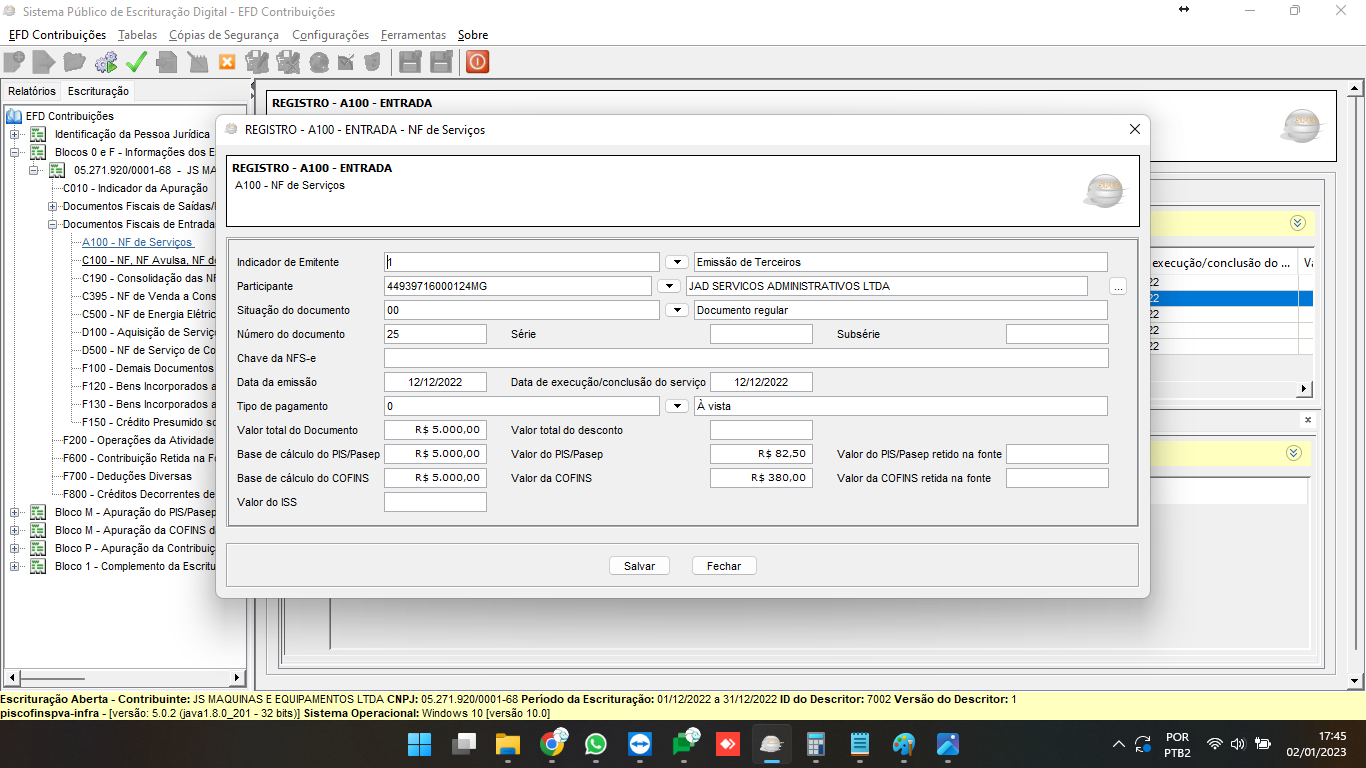 Sistema Público de Escrituração Digital - EFD Contribuições
EFD Contribuições Tabelas Cópias de Segurança Configurações Ferramentas Sobre
Relatórios Escrituração
EFD Contribuições
Identificação da Pessoa Jurídica
Blocos 0 e F - Informações dos E
05.271.920/0001-68 - JS MA
C010 - Indicador da Apuração
Documentos Fiscais de Saídas/
Documentos Fiscais de Entrada
A100 - NF de Serviços
C100 - NF, NF Avulsa, NF d
C190 - Consolidação das NF
C395 - NF de Venda a Cons
C500 - NF de Energia Elétric
D100 - Aquisição de Serviç
D500 - NF de Serviço de Co
F100 - Demais Documentos
F120 - Bens Incorporados a
F130 - Bens Incorporados a
F150 - Crédito Presumido so
F200 - Operações da Atividade
F600 - Contribuição Retida na F
F700 - Deduções Diversas
F800 - Créditos Decorrentes de
Bloco M - Apuração do PIS/Pasep
Bloco M - Apuração da COFINS d
Bloco P - Apuração da Contribuiç
Bloco 1 - Complemento da Escritu
REGISTRO - A100 - ENTRADA
execução/conclusão do ... Va
22
22
22
22
22
REGISTRO - A100 - ENTRADA - NF de Serviços
REGISTRO - A100 - ENTRADA
A100 - NF de Serviços
Indicador de Emitente 1 Emissão de Terceiros
Participante 44939716000124MG JAD SERVICOS ADMINISTRATIVOS LTDA ...
Situação do documento 00 Documento regular
Número do documento 25 Série Subsérie
Chave da NFS-e
Data da emissão 12/12/2022 Data de execução/conclusão do serviço 12/12/2022
Tipo de pagamento 0 À vista
Valor total do Documento R$ 5.000,00 Valor total do desconto
Base de cálculo do PIS/Pasep R$ 5.000,00 Valor do PIS/Pasep R$ 82,50 Valor do PIS/Pasep retido na fonte
Base de cálculo do COFINS R$ 5.000,00 Valor da COFINS R$ 380,00 Valor da COFINS retida na fonte
Valor do ISS
Salvar Fechar
Escrituração Aberta - Contribuinte: JS MAQUINAS E EQUIPAMENTOS LTDA CNPJ: 05.271.920/0001-68 Período da Escrituração: 01/12/2022 a 31/12/2022 ID do Descritor: 7002 Versão do Descritor: 1
piscofinspva-infra - [versão: 5.0.2 (java1.8.0_201 - 32 bits)] Sistema Operacional: Windows 10 [versão 10.0]
POR
PTB2
17:45
02/01/2023